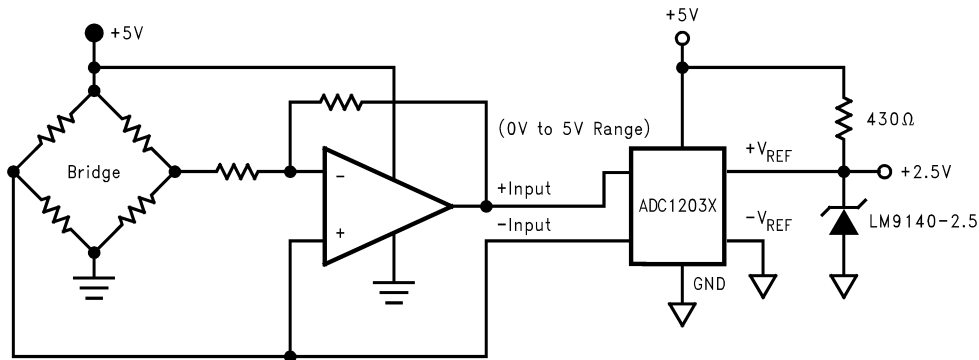 +5V
+5V
(0V to 5V Range)
430Ω
Bridge
+VREF
+2.5V
−
+Input
ADC1203X
−Input
−VREF
LM9140-2.5
+
GND